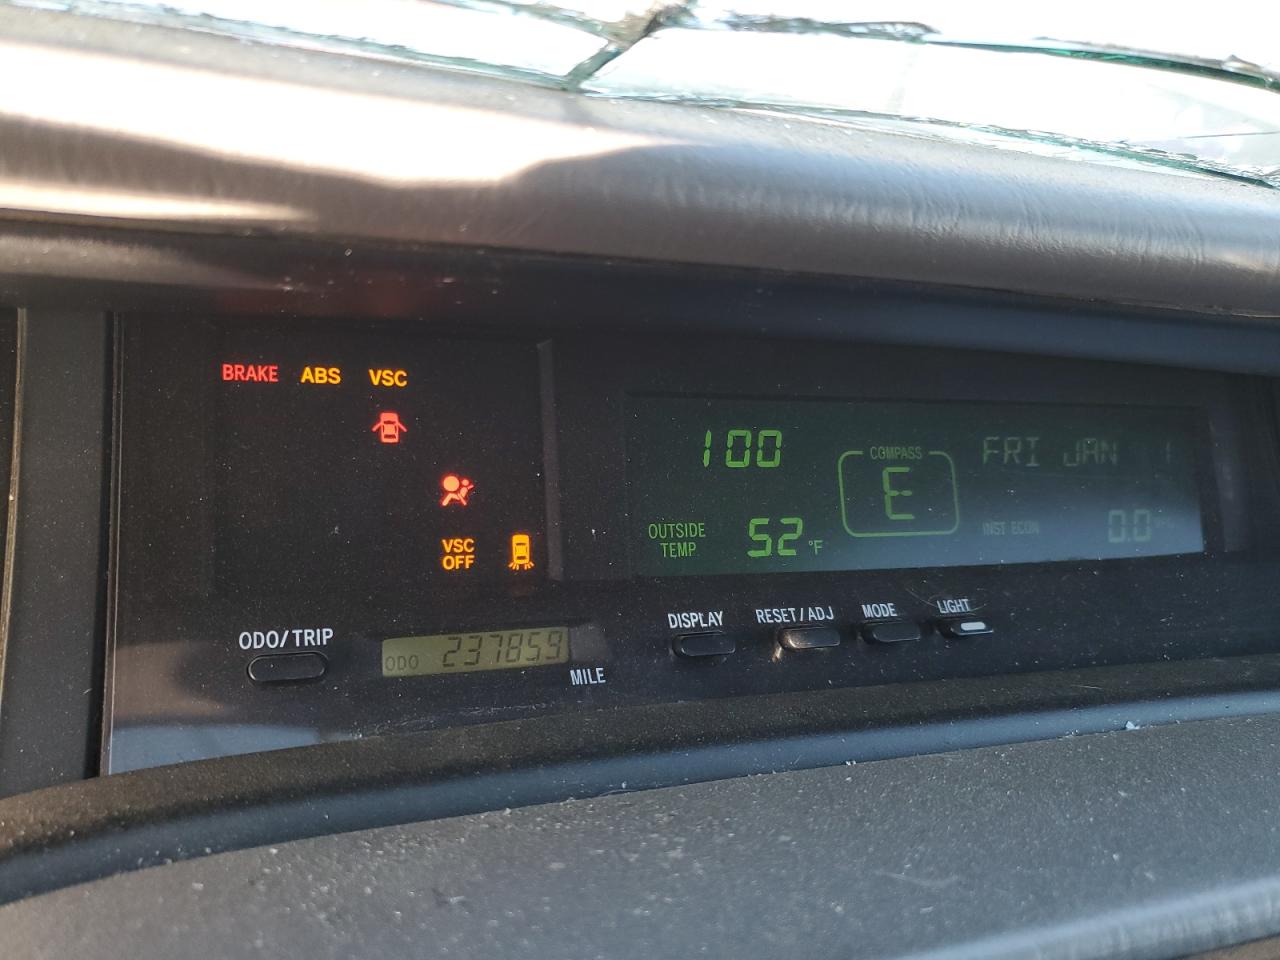 BRAKE ABS VSC
VSC
OFF
ODO/TRIP
ODO 237859
MILE
100
OUTSIDE
TEMP
52 °F
COMPASS
E
FRI JAN 1
INST ECON 0.0
DISPLAY RESET/ADJ MODE LIGHT